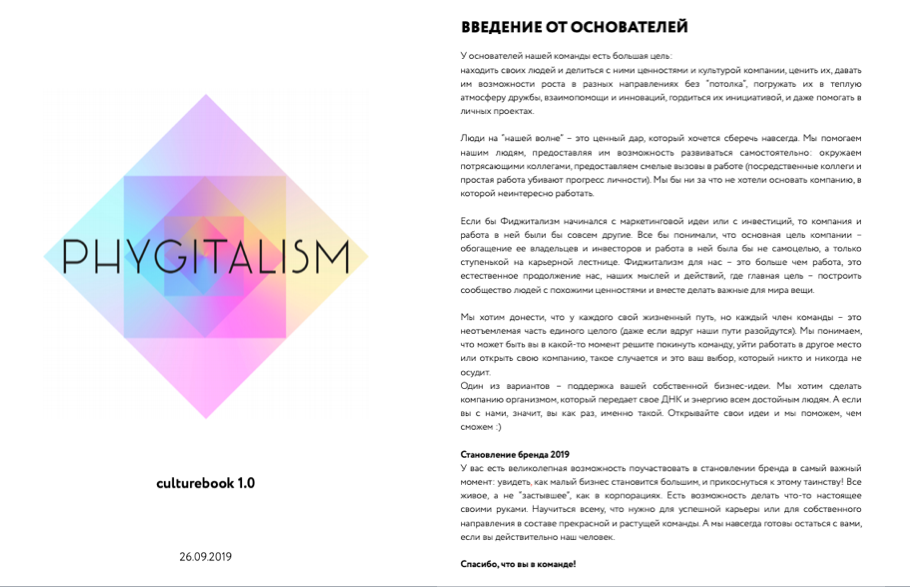 PHYGITALISM
culturebook 1.0
26.09.2019
ВВЕДЕНИЕ ОТ ОСНОВАТЕЛЕЙ
У основателей нашей команды есть большая цель:
находить своих людей и делиться с ними ценностями и культурой компании, ценить их, давать
им возможности роста в разных направлениях без "потолка", погружать их в теплую
атмосферу дружбы, взаимопомощи и инноваций, гордиться их инициативой, и даже помогать в
личных проектах.
Люди на "нашей волне" – это ценный дар, который хочется сберечь навсегда. Мы помогаем
нашим людям, предоставляя им возможность развиваться самостоятельно: окружаем
потрясающими коллегами, предоставляем смелые вызовы в работе (посредственные коллеги и
простая работа убивают прогресс личности). Мы бы ни за что не хотели основать компанию, в
которой неинтересно работать.
Если бы Фиджитализм начинался с маркетинговой идеи или с инвестиций, то компания и
работа в ней были бы совсем другие. Все бы понимали, что основная цель компании –
обогащение ее владельцев и инвесторов и работа в ней была бы не самоцелью, а только
ступенькой на карьерной лестнице. Фиджитализм для нас – это больше чем работа, это
естественное продолжение нас, наших мыслей и действий, где главная цель – построить
сообщество людей с похожими ценностями и вместе делать важные для мира вещи.
Мы хотим донести, что у каждого свой жизненный путь, но каждый член команды – это
неотъемлемая часть единого целого (даже если вдруг наши пути разойдутся). Мы понимаем,
что может быть вы в какой-то момент решите покинуть команду, уйти работать в другое место
или открыть свою компанию, такое случается и это ваш выбор, который никто и никогда не
осудит.
Один из вариантов – поддержка вашей собственной бизнес-идеи. Мы хотим сделать
компанию организмом, который передает свое ДНК и энергию всем достойным людям. А если
вы с нами, значит, вы как раз, именно такой. Открывайте свои идеи и мы поможем, чем
сможем :)
Становление бренда 2019
У вас есть великолепная возможность поучаствовать в становлении бренда в самый важный
момент: увидеть, как малый бизнес становится большим, и прикоснуться к этому таинству! Все
живое, а не "застывшее", как в корпорациях. Есть возможность делать что-то настоящее
своими руками. Научиться всему, что нужно для успешной карьеры или для собственного
направления в составе прекрасной и растущей команды. А мы навсегда готовы остаться с вами,
если вы действительно наш человек.
Спасибо, что вы в команде!